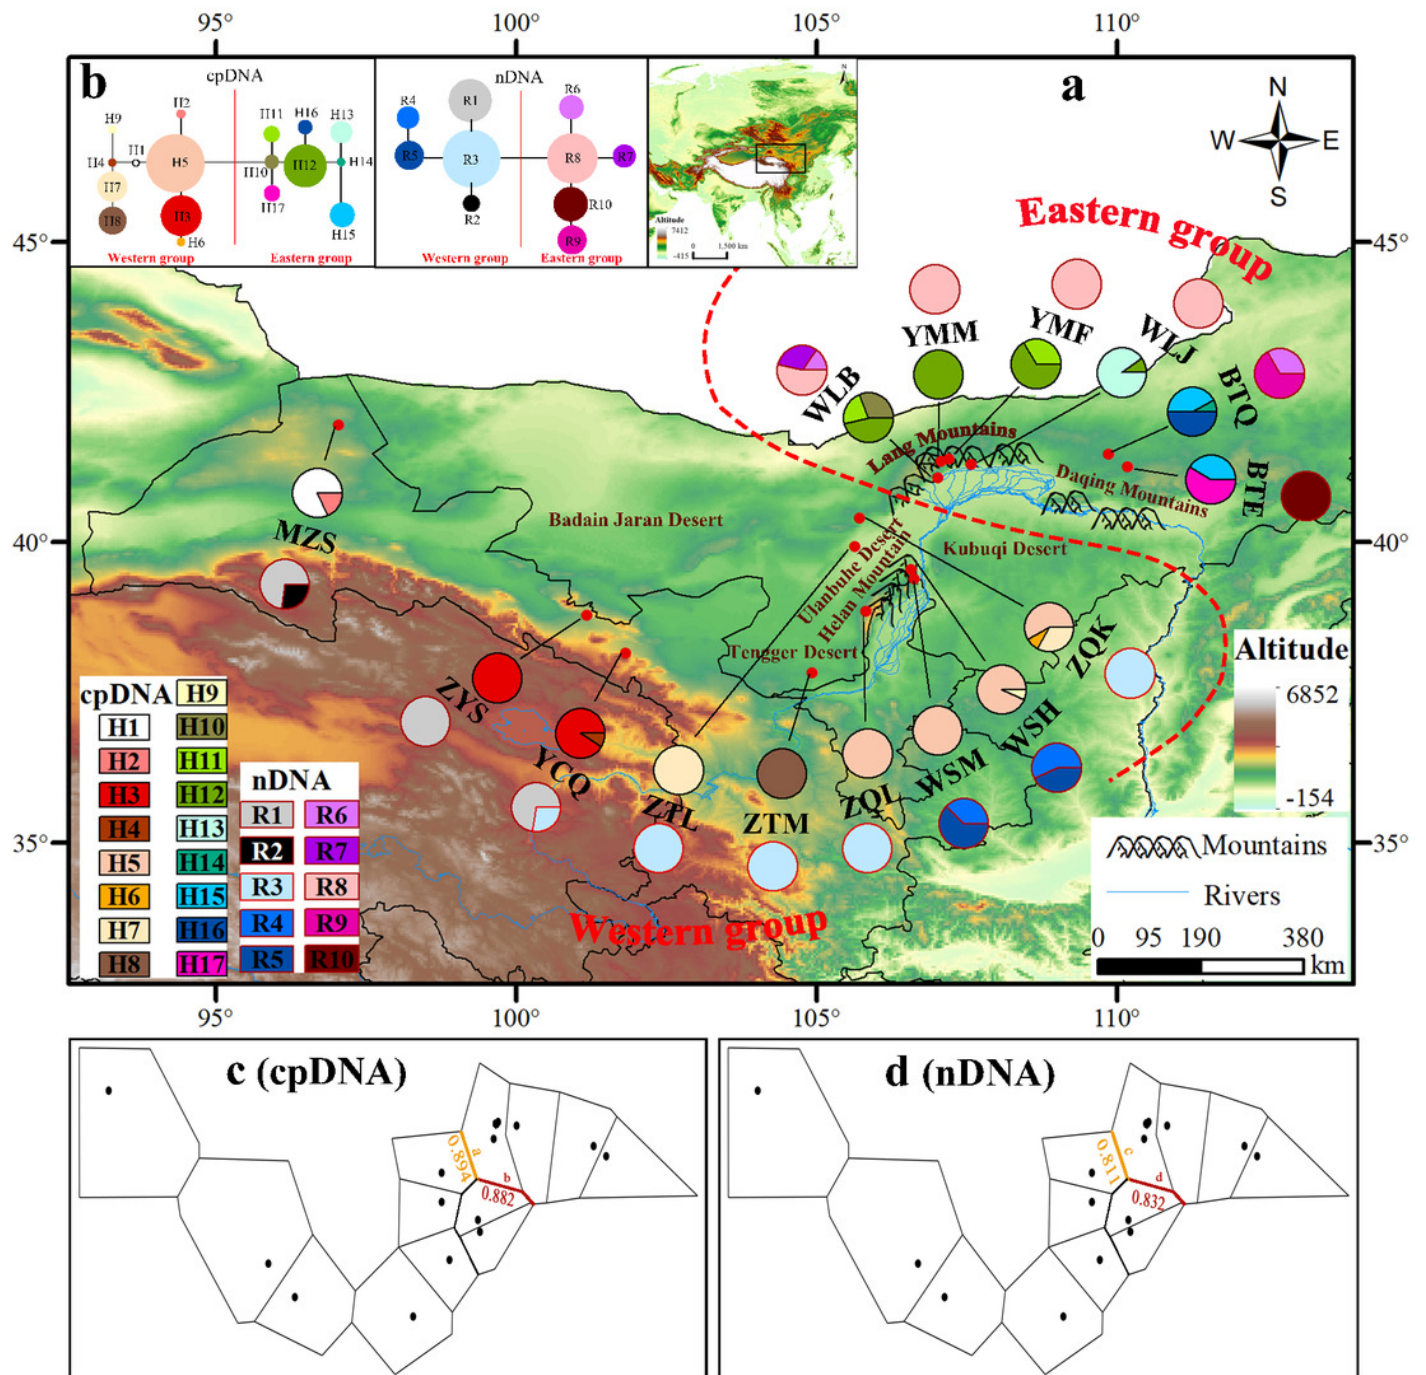 95°
100°
105°
110°
b
cpDNA
H2
H9
H4
H1
H5
H7
H8
H3
H6
H11
H16
H13
H10
H12
H14
H17
H15
Western group
Eastern group
nDNA
R4
R1
R6
R5
R3
R8
R7
R2
R10
R9
Western group
Eastern group
N
Altitude
7412
-415
0
1,500 km
a
N
W
E
S
45°
45°
Eastern group
YMM
YMF
WLJ
WLB
BTQ
BTE
Lang Mountains
Daqing Mountains
Badain Jaran Desert
MZS
40°
40°
Kubuqi Desert
Ulanbuhe Desert
Helan Mountain
Tengger Desert
ZQK
ZYS
YCQ
ZTL
ZTM
ZQL
WSM
WSH
Western group
cpDNA
H9
H1
H10
H2
H11
H3
H12
H4
H13
H5
H14
H6
H15
H7
H16
H8
H17
nDNA
R1
R6
R2
R7
R3
R8
R4
R9
R5
R10
Altitude
6852
-154
35°
35°
Mountains
Rivers
0 95 190 380
km
95°
100°
105°
110°
c (cpDNA)
a
0.894
b
0.882
d (nDNA)
c
0.811
d
0.832